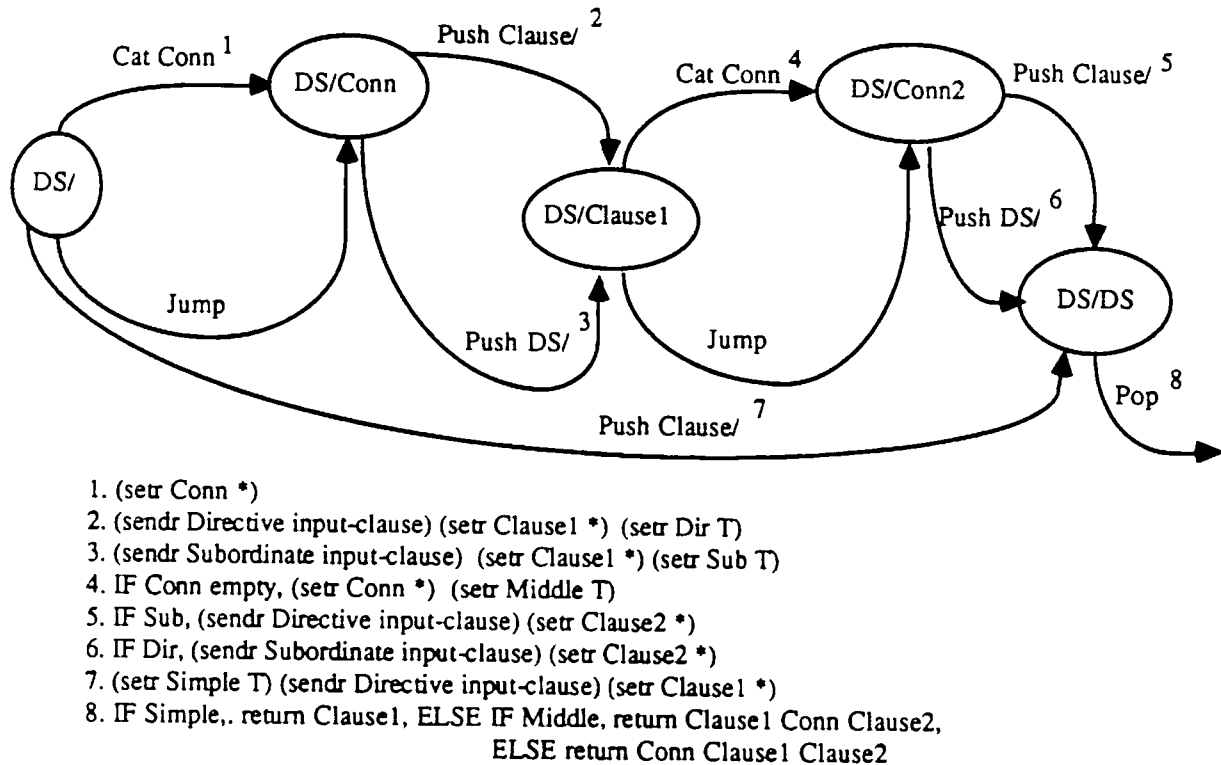 Cat Conn 1
DS/Conn
Push Clause/ 2
Cat Conn 4
DS/Conn2
Push Clause/ 5
DS/
DS/Clause1
Push DS/ 6
DS/DS
Jump
Push DS/ 3
Jump
Push Clause/ 7
Pop 8
1. (setr Conn *)
2. (sendr Directive input-clause) (setr Clause1 *) (setr Dir T)
3. (sendr Subordinate input-clause) (setr Clause1 *) (setr Sub T)
4. IF Conn empty, (setr Conn *) (setr Middle T)
5. IF Sub, (sendr Directive input-clause) (setr Clause2 *)
6. IF Dir, (sendr Subordinate input-clause) (setr Clause2 *)
7. (setr Simple T) (sendr Directive input-clause) (setr Clause1 *)
8. IF Simple,. return Clause1, ELSE IF Middle, return Clause1 Conn Clause2,
ELSE return Conn Clause1 Clause2